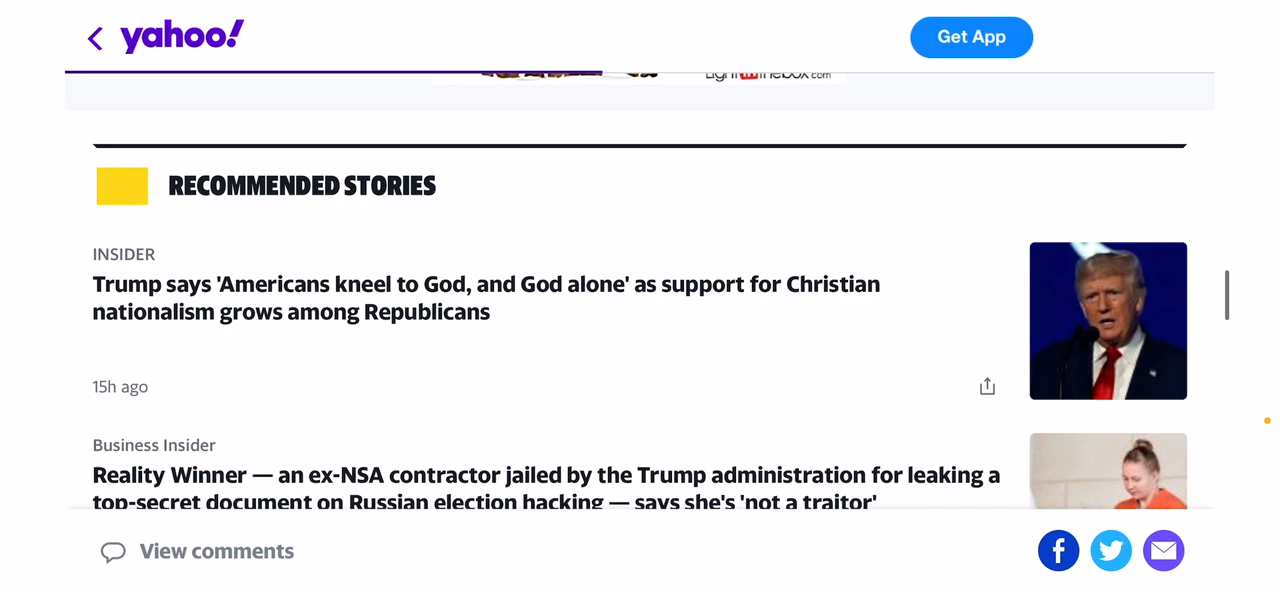 yahoo!
Get App
LightInTheBox.com
RECOMMENDED STORIES
INSIDER
Trump says 'Americans kneel to God, and God alone' as support for Christian
nationalism grows among Republicans
15h ago
Business Insider
Reality Winner — an ex-NSA contractor jailed by the Trump administration for leaking a
top-secret document on Russian election hacking — says she's 'not a traitor'
View comments